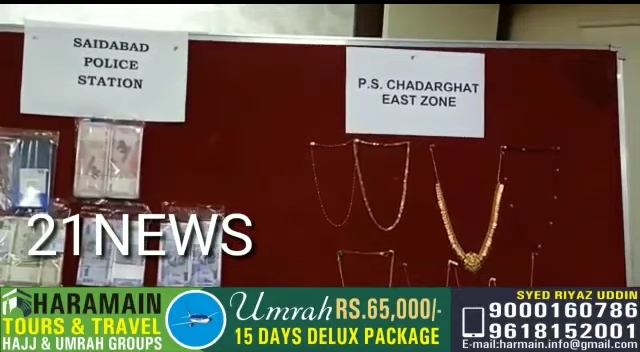 SAIDABAD
POLICE
STATION
P.S. CHADARGHAT
EAST ZONE
21NEWS
HARAMAIN
TOURS & TRAVEL
HAJJ & UMRAH GROUPS
Umrah RS.65,000/-
15 DAYS DELUX PACKAGE
SYED RIYAZ UDDIN
9000160786
9618152001
E-mail:harmain.info@gmail.com